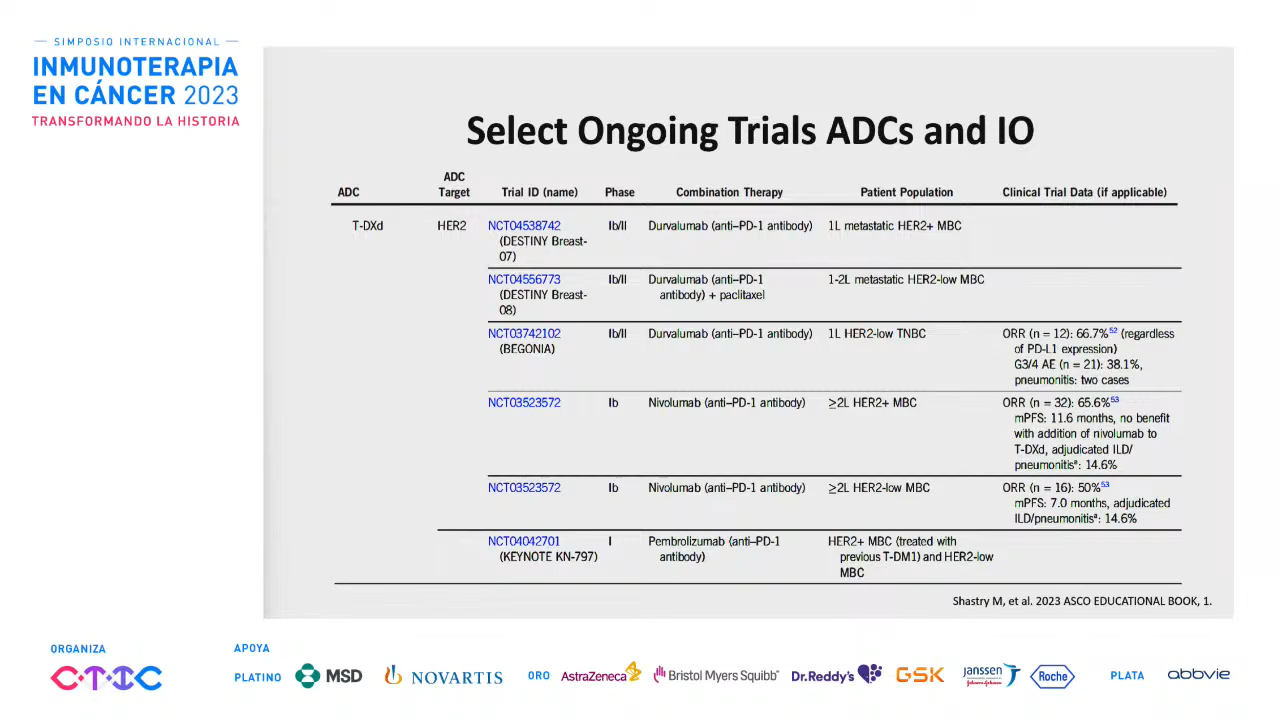 SIMPOSIO INTERNACIONAL
INMUNOTERAPIA
EN CÁNCER 2023
TRANSFORMANDO LA HISTORIA
Select Ongoing Trials ADCs and IO
ADC
ADC Target
Trial ID (name)
Phase
Combination Therapy
Patient Population
Clinical Trial Data (if applicable)
T-DXd
HER2
NCT04538742
(DESTINY Breast-
07)
Ib/II
Durvalumab (anti–PD-1 antibody)
1L metastatic HER2+ MBC
NCT04556773
(DESTINY Breast-
08)
Ib/II
Durvalumab (anti–PD-1
antibody) + paclitaxel
1-2L metastatic HER2-low MBC
NCT03742102
(BEGONIA)
Ib/II
Durvalumab (anti–PD-1 antibody)
1L HER2-low TNBC
ORR (n = 12): 66.7%52 (regardless
of PD-L1 expression)
G3/4 AE (n = 21): 38.1%,
pneumonitis: two cases
NCT03523572
Ib
Nivolumab (anti–PD-1 antibody)
≥2L HER2+ MBC
ORR (n = 32): 65.6%53
mPFS: 11.6 months, no benefit
with addition of nivolumab to
T-DXd, adjudicated ILD/
pneumonitisa: 14.6%
NCT03523572
Ib
Nivolumab (anti–PD-1 antibody)
≥2L HER2-low MBC
ORR (n = 16): 50%53
mPFS: 7.0 months, adjudicated
ILD/pneumonitisa: 14.6%
NCT04042701
(KEYNOTE KN-797)
I
Pembrolizumab (anti–PD-1
antibody)
HER2+ MBC (treated with
previous T-DM1) and HER2-low
MBC
Shastry M, et al. 2023 ASCO EDUCATIONAL BOOK, 1.
ORGANIZA
CTIC
APOYA
PLATINO
MSD
NOVARTIS
ORO
AstraZeneca
Bristol Myers Squibb™
Dr.Reddy's
GSK
Janssen
Johnson-Johnson
Roche
PLATA
abbvie